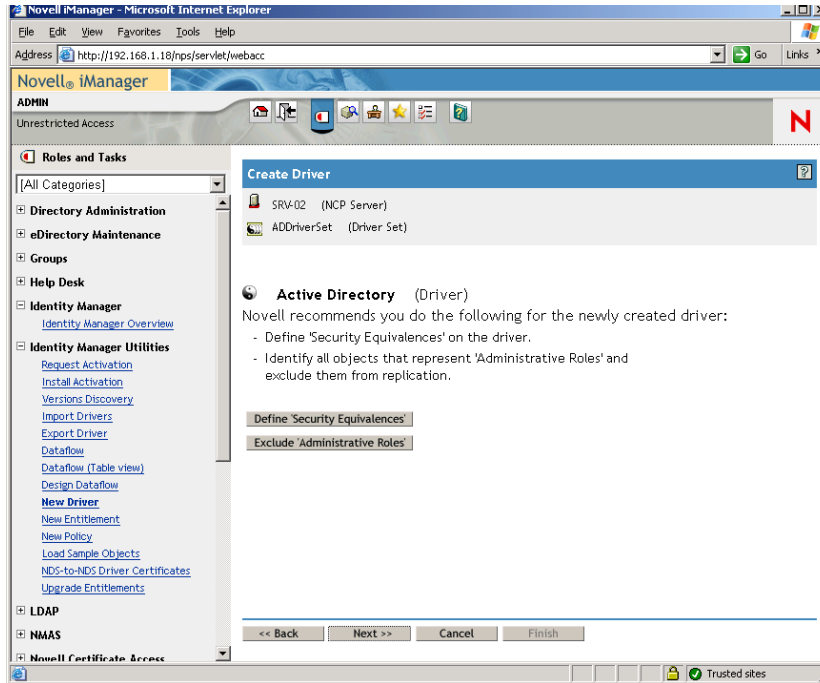 Novell iManager - Microsoft Internet Explorer
File Edit View Favorites Tools Help
Address http://192.168.1.18/nps/servlet/webacc Go Links
Novell® iManager
ADMIN
Unrestricted Access
N
Roles and Tasks
[All Categories]
Directory Administration
eDirectory Maintenance
Groups
Help Desk
Identity Manager
Identity Manager Overview
Identity Manager Utilities
Request Activation
Install Activation
Versions Discovery
Import Drivers
Export Driver
Dataflow
Dataflow (Table view)
Design Dataflow
New Driver
New Entitlement
New Policy
Load Sample Objects
NDS-to-NDS Driver Certificates
Upgrade Entitlements
LDAP
NMAS
Novell Certificate Access
Create Driver
SRV-02 (NCP Server)
ADDriverSet (Driver Set)
Active Directory (Driver)
Novell recommends you do the following for the newly created driver:
- Define 'Security Equivalences' on the driver.
- Identify all objects that represent 'Administrative Roles' and
exclude them from replication.
Define 'Security Equivalences'
Exclude 'Administrative Roles'
<< Back Next >> Cancel Finish
Trusted sites